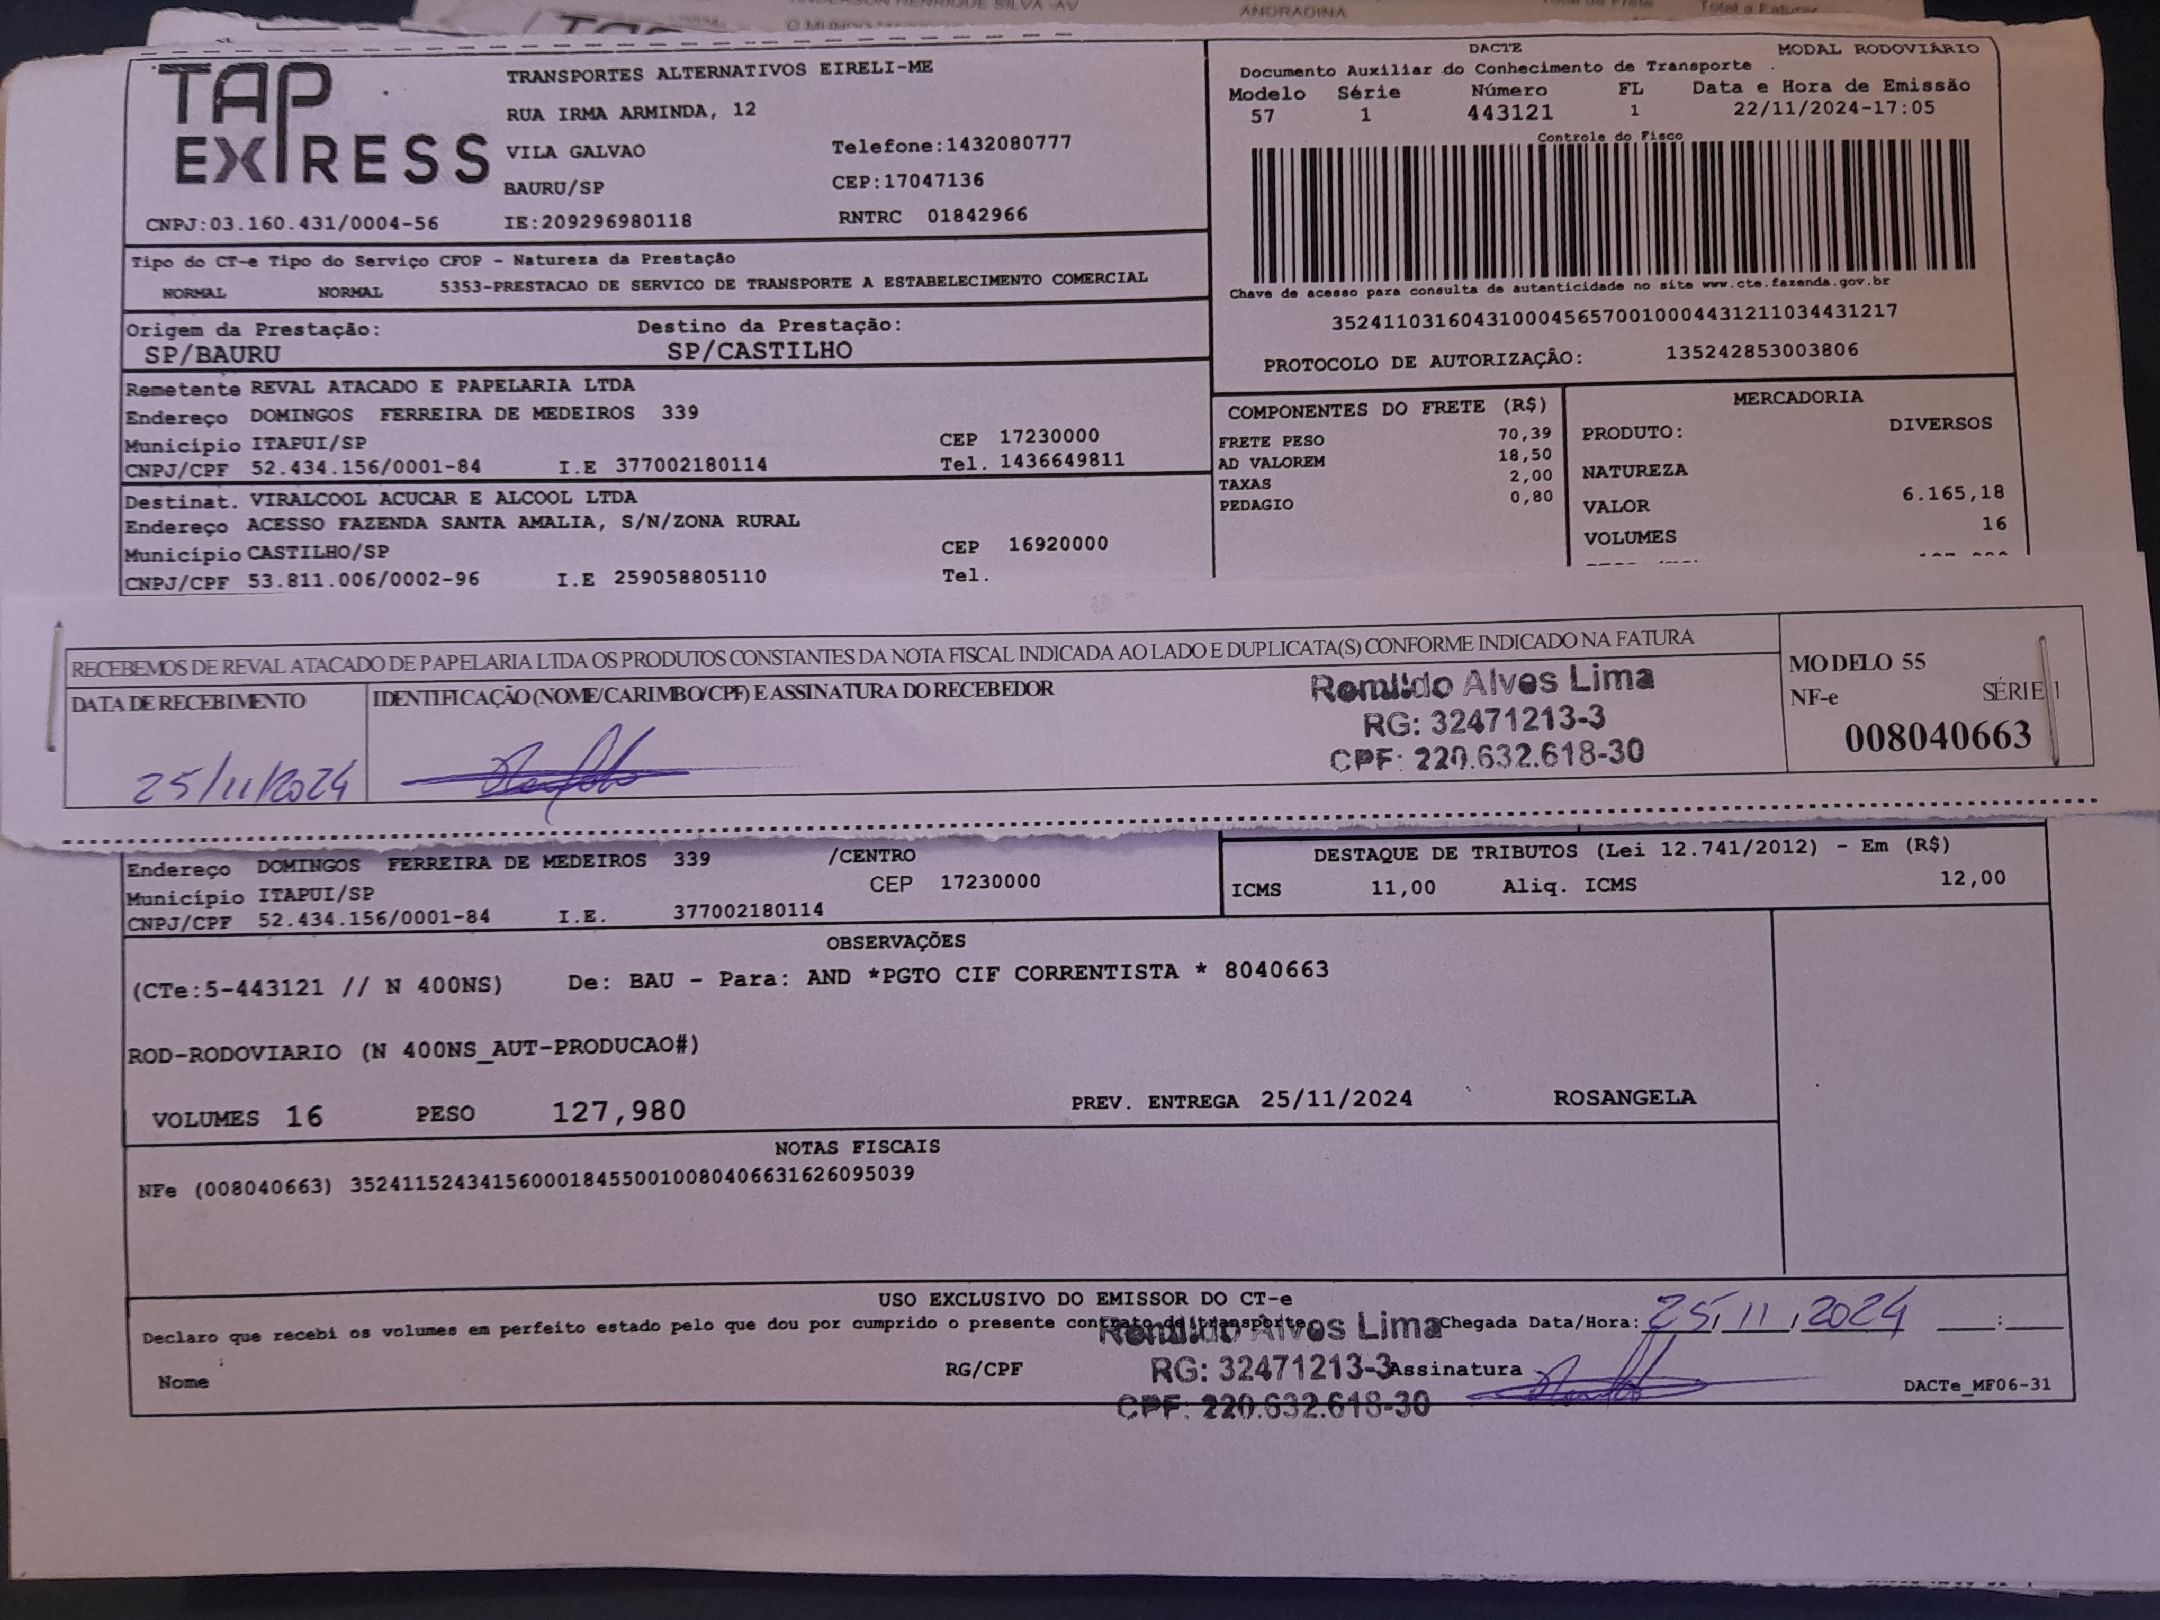 ANDRADINA
TAP EXPRESS
TRANSPORTES ALTERNATIVOS EIRELI-ME
RUA IRMA ARMINDA, 12
VILA GALVAO Telefone:1432080777
BAURU/SP CEP:17047136
CNPJ:03.160.431/0004-56 IE:209296980118 RNTRC 01842966
DACTE MODAL RODOVIÁRIO
Documento Auxiliar do Conhecimento de Transporte
Modelo Série Número FL Data e Hora de Emissão
57 1 443121 1 22/11/2024-17:05
Controle do Fisco
Chave de acesso para consulta de autenticidade no site www.cte.fazenda.gov.br
35241103160431000456570010004431211034431217
PROTOCOLO DE AUTORIZAÇÃO: 135242853003806
Tipo do CT-e Tipo do Serviço CFOP - Natureza da Prestação
NORMAL NORMAL 5353-PRESTACAO DE SERVICO DE TRANSPORTE A ESTABELECIMENTO COMERCIAL
Origem da Prestação: Destino da Prestação:
SP/BAURU SP/CASTILHO
Remetente REVAL ATACADO E PAPELARIA LTDA
Endereço DOMINGOS FERREIRA DE MEDEIROS 339
Município ITAPUI/SP CEP 17230000
CNPJ/CPF 52.434.156/0001-84 I.E 377002180114 Tel. 1436649811
Destinat. VIRALCOOL ACUCAR E ALCOOL LTDA
Endereço ACESSO FAZENDA SANTA AMALIA, S/N/ZONA RURAL
Município CASTILHO/SP CEP 16920000
CNPJ/CPF 53.811.006/0002-96 I.E 259058805110 Tel.
COMPONENTES DO FRETE (R$)
FRETE PESO 70,39
AD VALOREM 18,50
TAXAS 2,00
PEDAGIO 0,80
MERCADORIA
PRODUTO: DIVERSOS
NATUREZA
VALOR 6.165,18
VOLUMES 16
RECEBEMOS DE REVAL ATACADO DE PAPELARIA LTDA OS PRODUTOS CONSTANTES DA NOTA FISCAL INDICADA AO LADO E DUPLICATA(S) CONFORME INDICADO NA FATURA
DATA DE RECEBIMENTO IDENTIFICAÇÃO (NOME/CARIMBO/CPF) E ASSINATURA DO RECEBEDOR
25/11/2024
Romildo Alves Lima
RG: 32471213-3
CPF: 220.632.618-30
MODELO 55
NF-e SÉRIE 1
008040663
Endereço DOMINGOS FERREIRA DE MEDEIROS 339 /CENTRO
Município ITAPUI/SP CEP 17230000
CNPJ/CPF 52.434.156/0001-84 I.E. 377002180114
DESTAQUE DE TRIBUTOS (Lei 12.741/2012) - Em (R$)
ICMS 11,00 Aliq. ICMS 12,00
OBSERVAÇÕES
(CTe:5-443121 // N 400NS) De: BAU - Para: AND *PGTO CIF CORRENTISTA * 8040663
ROD-RODOVIARIO (N 400NS_AUT-PRODUCAO#)
VOLUMES 16 PESO 127,980 PREV. ENTREGA 25/11/2024 ROSANGELA
NOTAS FISCAIS
NFe (008040663) 35241152434156000184550010080406631626095039
USO EXCLUSIVO DO EMISSOR DO CT-e
Declaro que recebi os volumes em perfeito estado pelo que dou por cumprido o presente contrato de transporte. Chegada Data/Hora: 25/11/2024 :
Romildo Alves Lima
Nome RG/CPF RG: 32471213-3 Assinatura
CPF: 220.632.618-30
DACTe_MF06-31